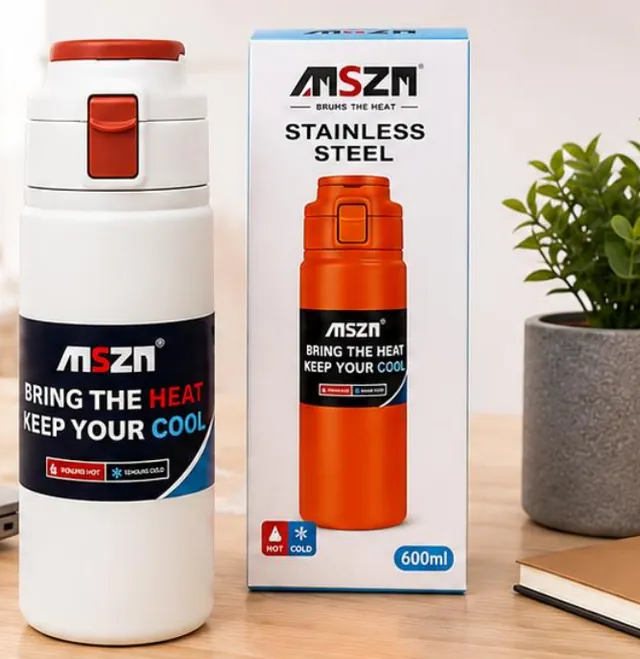 MSZN®
BRING THE HEAT
KEEP YOUR COOL
MSZM®
BRUMS THE HEAT
STAINLESS
STEEL
MSZN®
BRING THE HEAT
KEEP YOUR COOL
HOT COLD
600ml